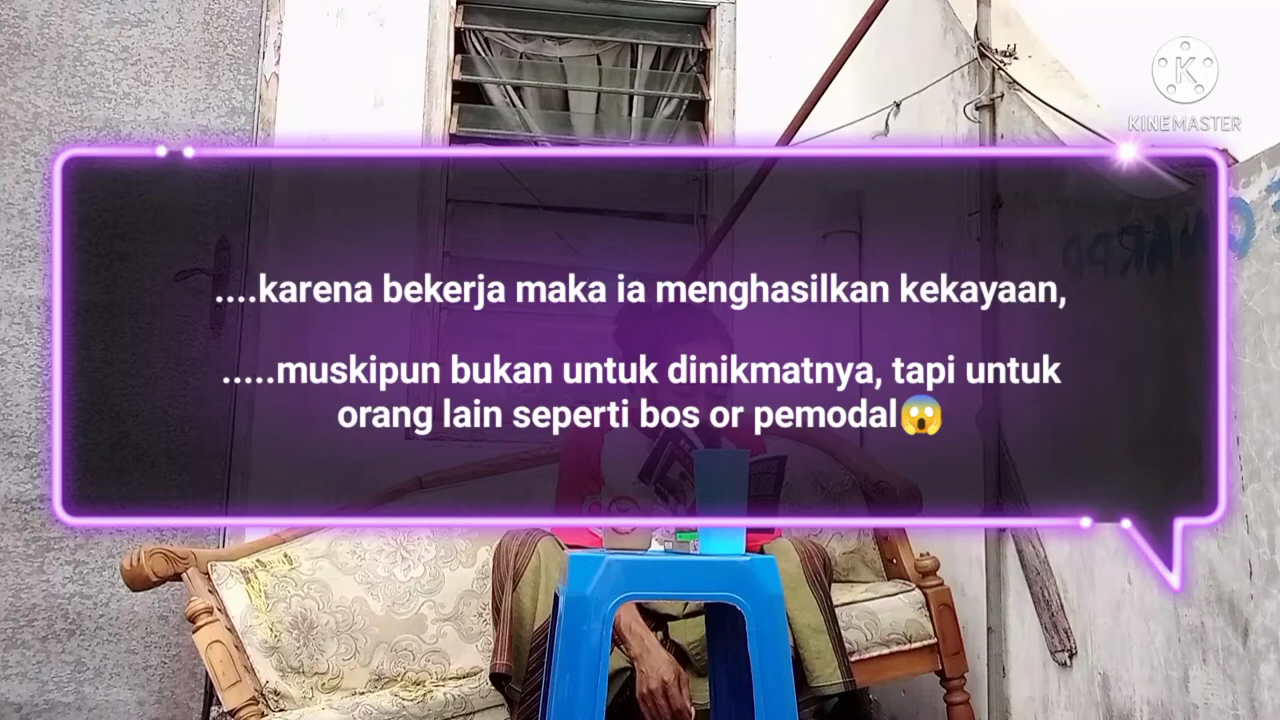 KINEMASTER
....karena bekerja maka ia menghasilkan kekayaan,
.....muskipun bukan untuk dinikmatnya, tapi untuk
orang lain seperti bos or pemodal😱